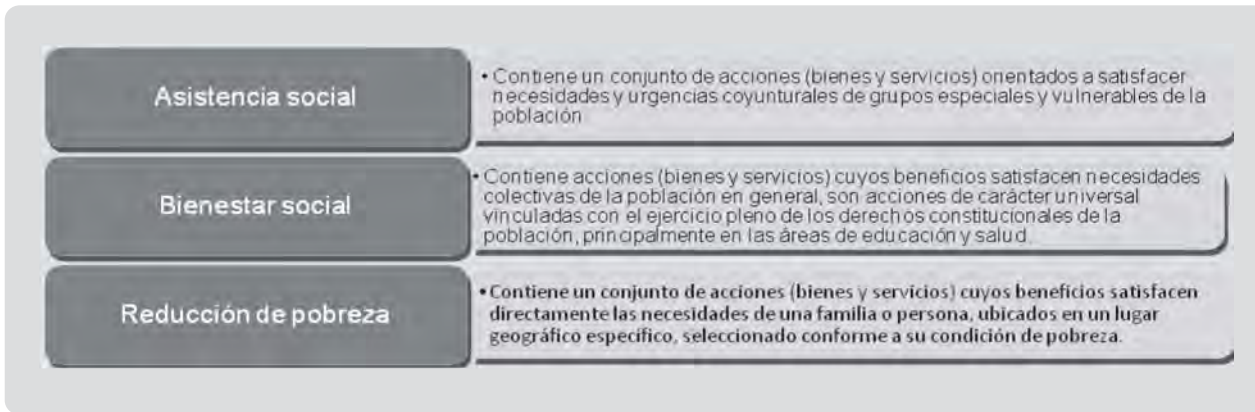 Asistencia social
• Contiene un conjunto de acciones (bienes y servicios) orientados a satisfacer
necesidades y urgencias coyunturales de grupos especiales y vulnerables de la
población
Bienestar social
• Contiene acciones (bienes y servicios) cuyos beneficios satisfacen necesidades
colectivas de la población en general, son acciones de carácter universal
vinculadas con el ejercicio pleno de los derechos constitucionales de la
población, principalmente en las áreas de educación y salud.
Reducción de pobreza
• Contiene un conjunto de acciones (bienes y servicios) cuyos beneficios satisfacen
directamente las necesidades de una familia o persona, ubicados en un lugar
geográfico específico, seleccionado conforme a su condición de pobreza.